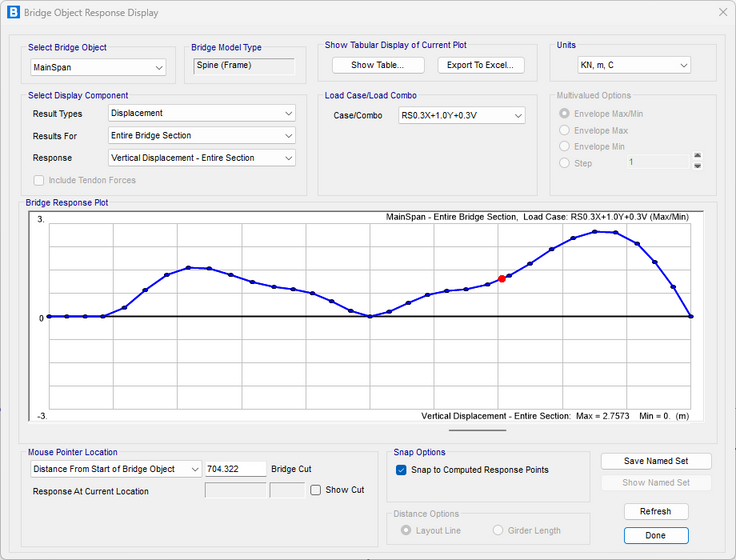 B Bridge Object Response Display
Select Bridge Object
MainSpan
Bridge Model Type
Spine (Frame)
Show Tabular Display of Current Plot
Show Table...
Export To Excel...
Units
KN, m, C
Select Display Component
Result Types
Displacement
Results For
Entire Bridge Section
Response
Vertical Displacement - Entire Section
Include Tendon Forces
Load Case/Load Combo
Case/Combo
RS0.3X+1.0Y+0.3V
Multivalued Options
Envelope Max/Min
Envelope Max
Envelope Min
Step
1
Bridge Response Plot
3.
MainSpan - Entire Bridge Section, Load Case: RS0.3X+1.0Y+0.3V (Max/Min)
0
-3.
Vertical Displacement - Entire Section: Max = 2.7573 Min = 0. (m)
Mouse Pointer Location
Distance From Start of Bridge Object
704.322
Bridge Cut
Response At Current Location
Show Cut
Snap Options
Snap to Computed Response Points
Distance Options
Layout Line
Girder Length
Save Named Set
Show Named Set
Refresh
Done